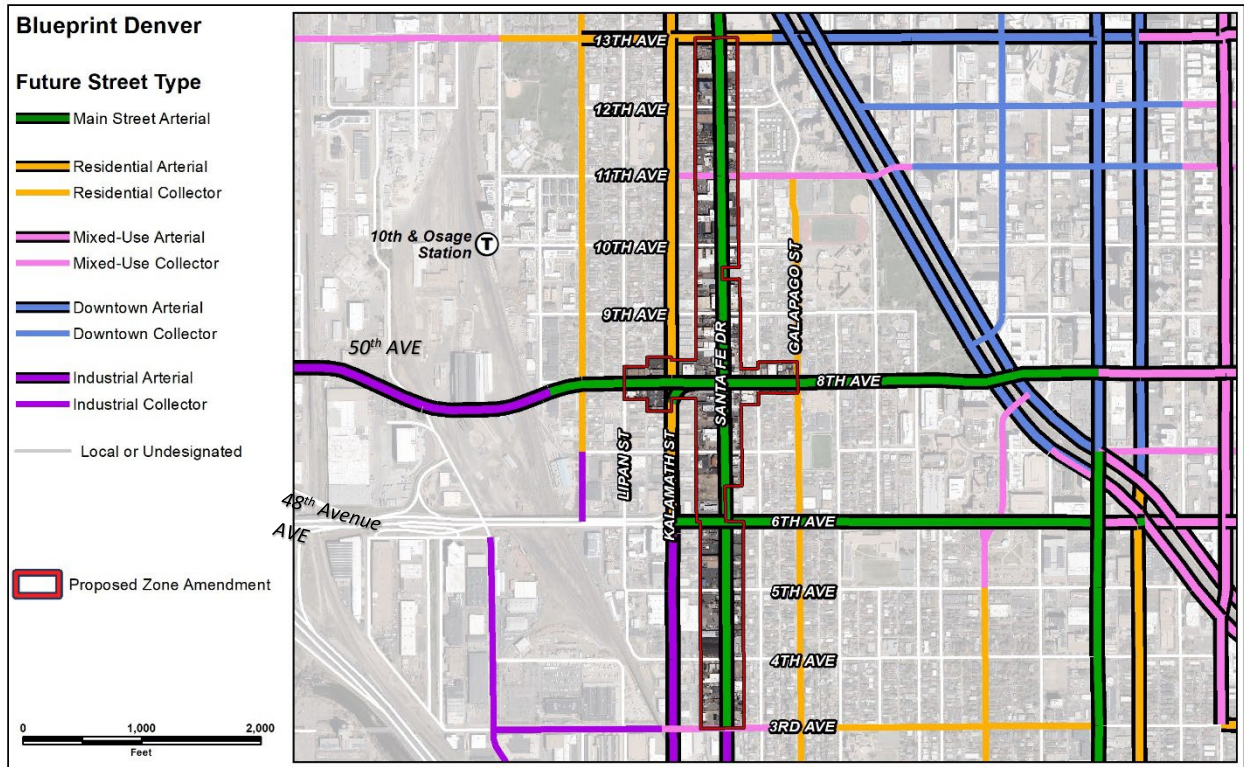 Blueprint Denver
Future Street Type
Main Street Arterial
Residential Arterial
Residential Collector
Mixed-Use Arterial
Mixed-Use Collector
Downtown Arterial
Downtown Collector
Industrial Arterial
Industrial Collector
Local or Undesignated
Proposed Zone Amendment
0 1,000 2,000
Feet
13TH AVE
12TH AVE
11TH AVE
10th & Osage
Station
T
10TH AVE
GALAPAGO ST
9TH AVE
SANTA FE DR
50th AVE
8TH AVE
LIPAN ST
KALAMATH ST
48th Avenue
AVE
6TH AVE
5TH AVE
4TH AVE
3RD AVE